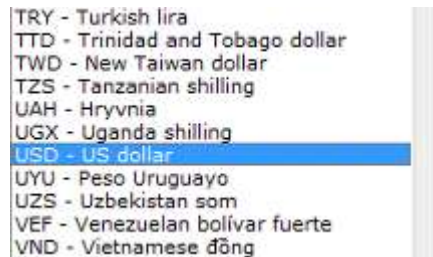 TRY - Turkish lira
TTD - Trinidad and Tobago dollar
TWD - New Taiwan dollar
TZS - Tanzanian shilling
UAH - Hryvnia
UGX - Uganda shilling
USD - US dollar
UYU - Peso Uruguayo
UZS - Uzbekistan som
VEF - Venezuelan bolívar fuerte
VND - Vietnamese đồng